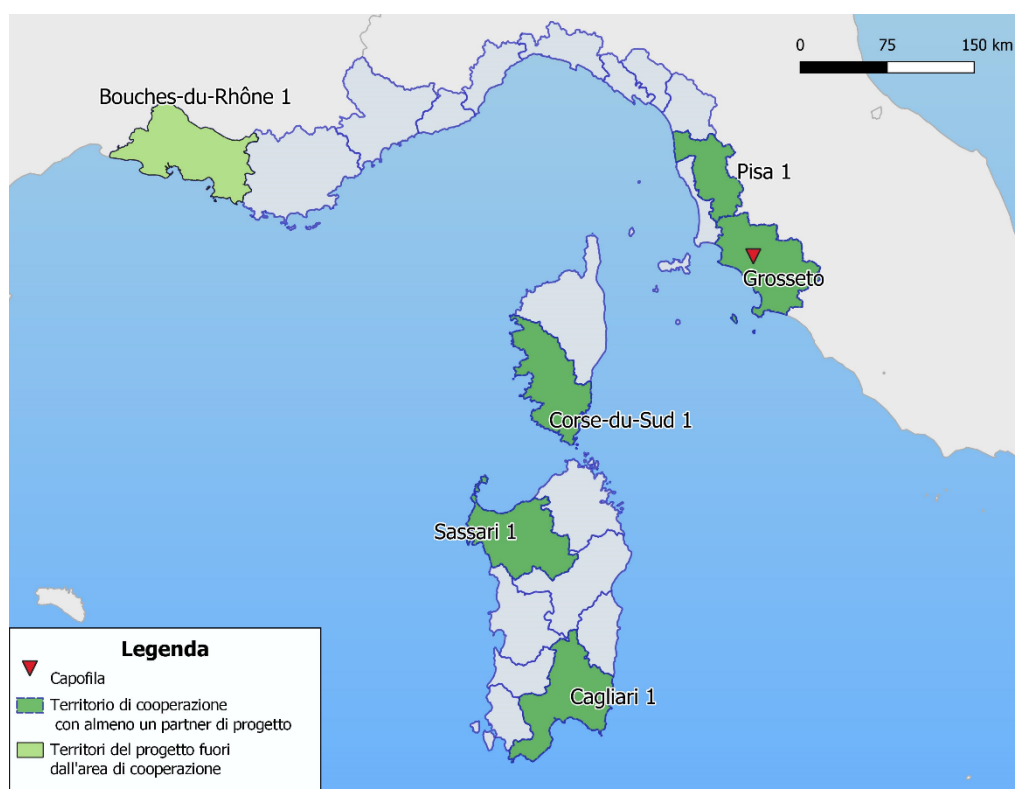 0 75 150 km
Bouches-du-Rhône 1
Pisa 1
Grosseto
Corse-du-Sud 1
Sassari 1
Cagliari 1
Legenda
Capofila
Territorio di cooperazione
con almeno un partner di progetto
Territori del progetto fuori
dall'area di cooperazione